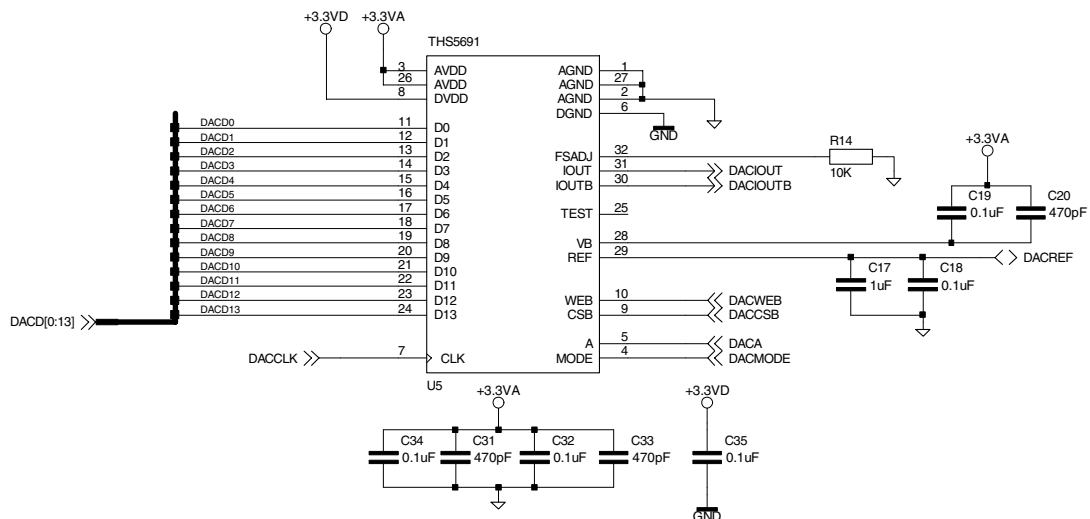 +3.3VD +3.3VA
THS5691
3 AVDD AGND 1
26 AVDD AGND 27
8 DVDD AGND 2
DGND 6
GND
DACD0 11 D0
DACD1 12 D1
DACD2 13 D2 FSADJ 32 R14 10K +3.3VA
DACD3 14 D3 IOUT 31 DACIOUT
DACD4 15 D4 IOUTB 30 DACIOUTB
DACD5 16 D5 C19 0.1uF C20 470pF
DACD6 17 D6 TEST 25
DACD7 18 D7
DACD8 19 D8 VB 28
DACD9 20 D9 REF 29 DACREF
DACD10 21 D10 C17 1uF C18 0.1uF
DACD11 22 D11
DACD12 23 D12 WEB 10 DACWEB
DACD13 24 D13 CSB 9 DACCSB
DACD[0:13]
A 5 DACA
DACCLK 7 CLK MODE 4 DACMODE
U5
+3.3VA +3.3VD
C34 C31 C32 C33 C35
0.1uF 470pF 0.1uF 470pF 0.1uF
GND